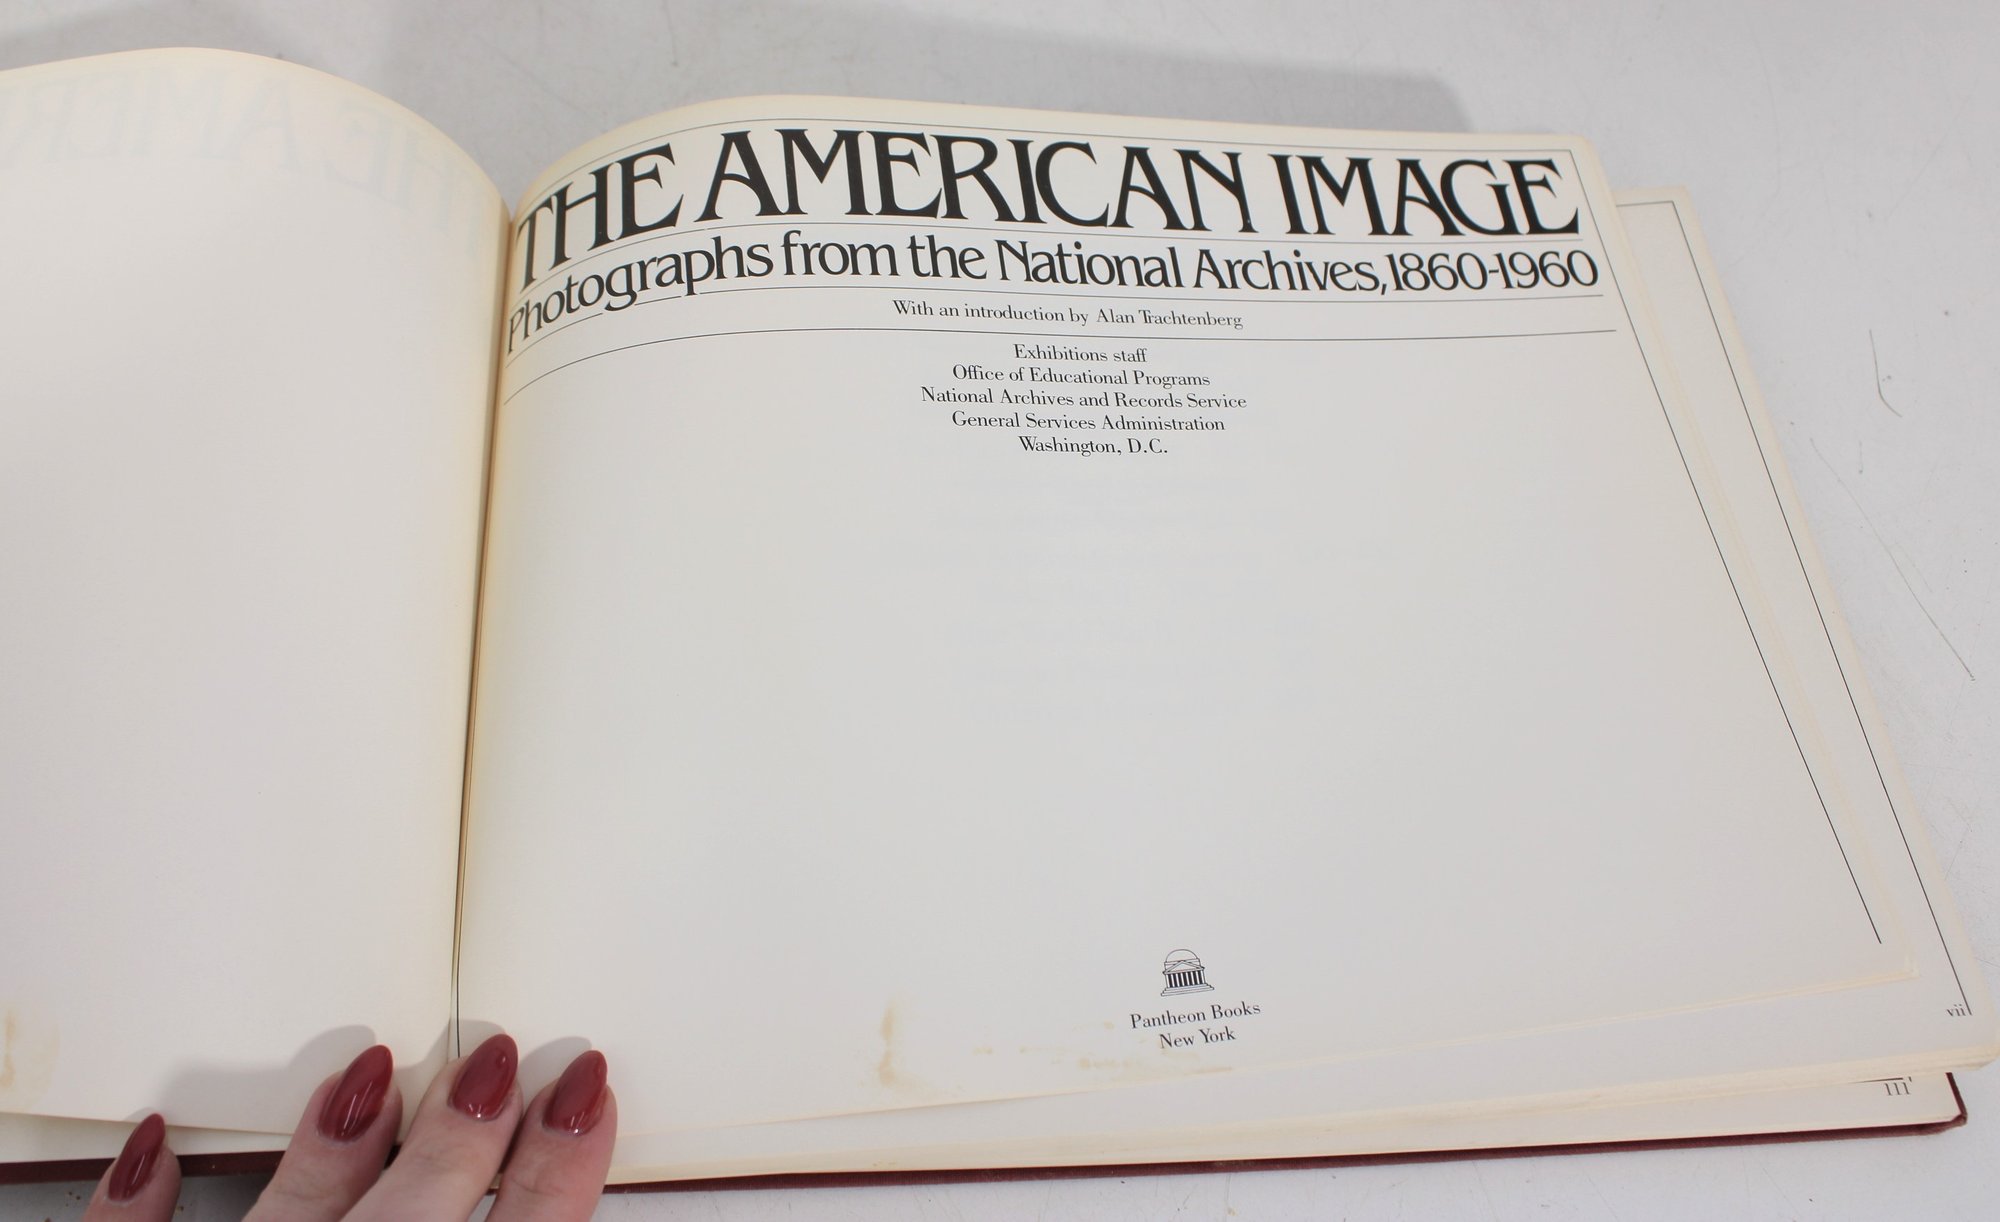 THE AMERICAN IMAGE
Photographs from the National Archives, 1860-1960
With an introduction by Alan Trachtenberg
Exhibitions staff
Office of Educational Programs
National Archives and Records Service
General Services Administration
Washington, D.C.
Pantheon Books
New York
vii
111